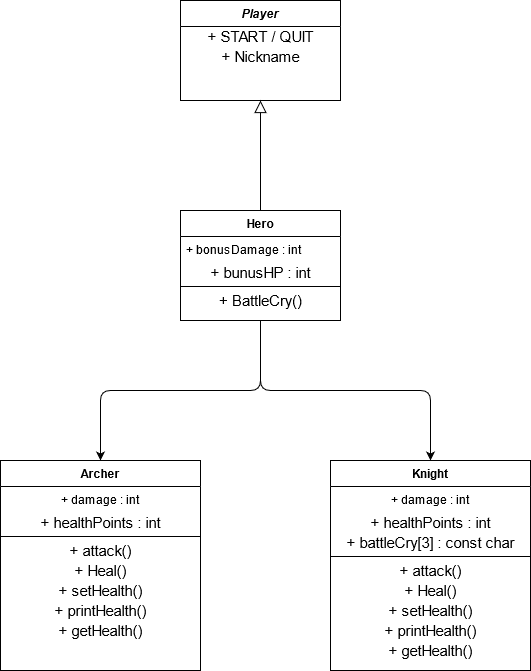 Player
+ START / QUIT
+ Nickname
Hero
+ bonusDamage : int
+ bunusHP : int
+ BattleCry()
Archer
+ damage : int
+ healthPoints : int
+ attack()
+ Heal()
+ setHealth()
+ printHealth()
+ getHealth()
Knight
+ damage : int
+ healthPoints : int
+ battleCry[3] : const char
+ attack()
+ Heal()
+ setHealth()
+ printHealth()
+ getHealth()